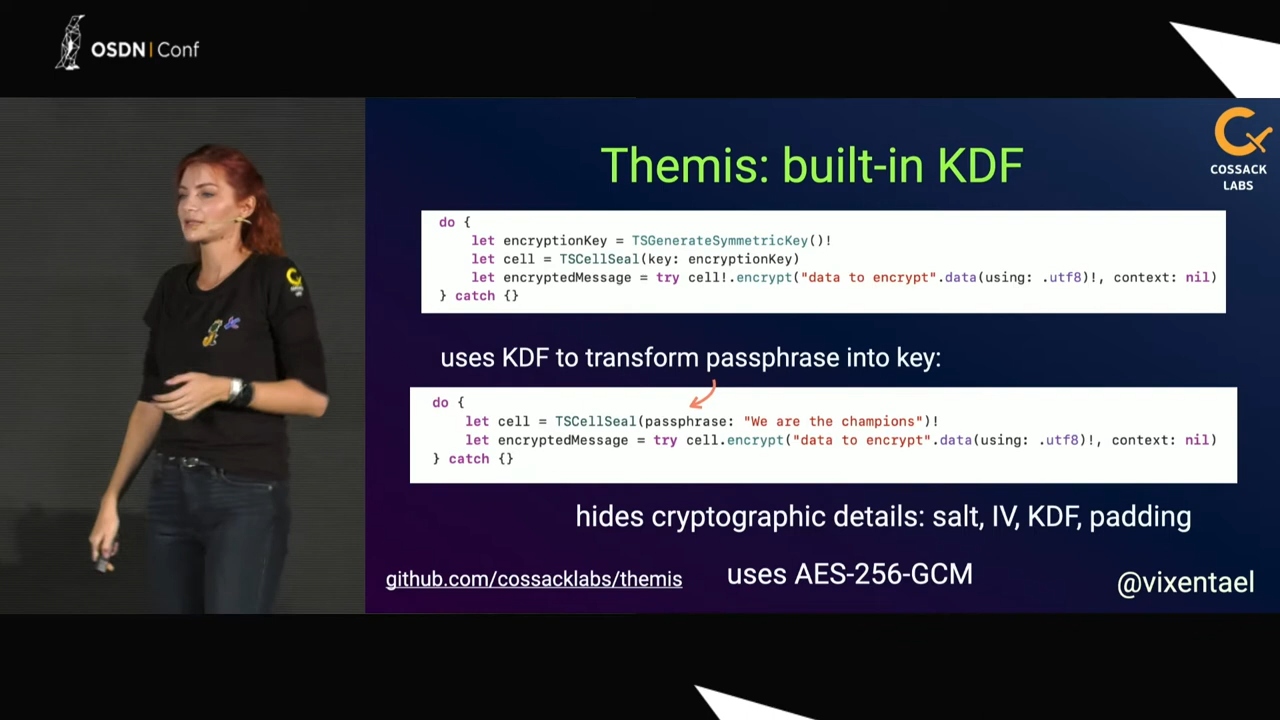 OSDN | Conf
COSSACK
LABS
Themis: built-in KDF
do {
let encryptionKey = TSGenerateSymmetricKey()!
let cell = TSCellSeal(key: encryptionKey)
let encryptedMessage = try cell!.encrypt("data to encrypt".data(using: .utf8)!, context: nil)
} catch {}
uses KDF to transform passphrase into key:
do {
let cell = TSCellSeal(passphrase: "We are the champions")!
let encryptedMessage = try cell.encrypt("data to encrypt".data(using: .utf8)!, context: nil)
} catch {}
hides cryptographic details: salt, IV, KDF, padding
uses AES-256-GCM
github.com/cossacklabs/themis
@vixentael